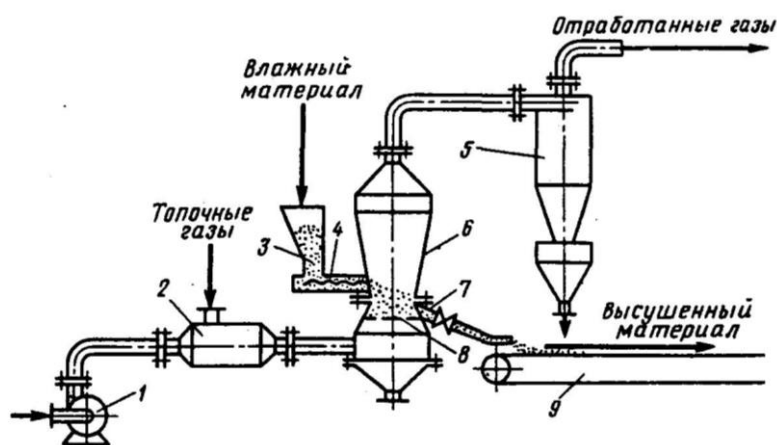 Отработанные газы
Влажный
материал
5
Топочные
газы
3
4
6
2
7
Высушенный
материал
8
1
9